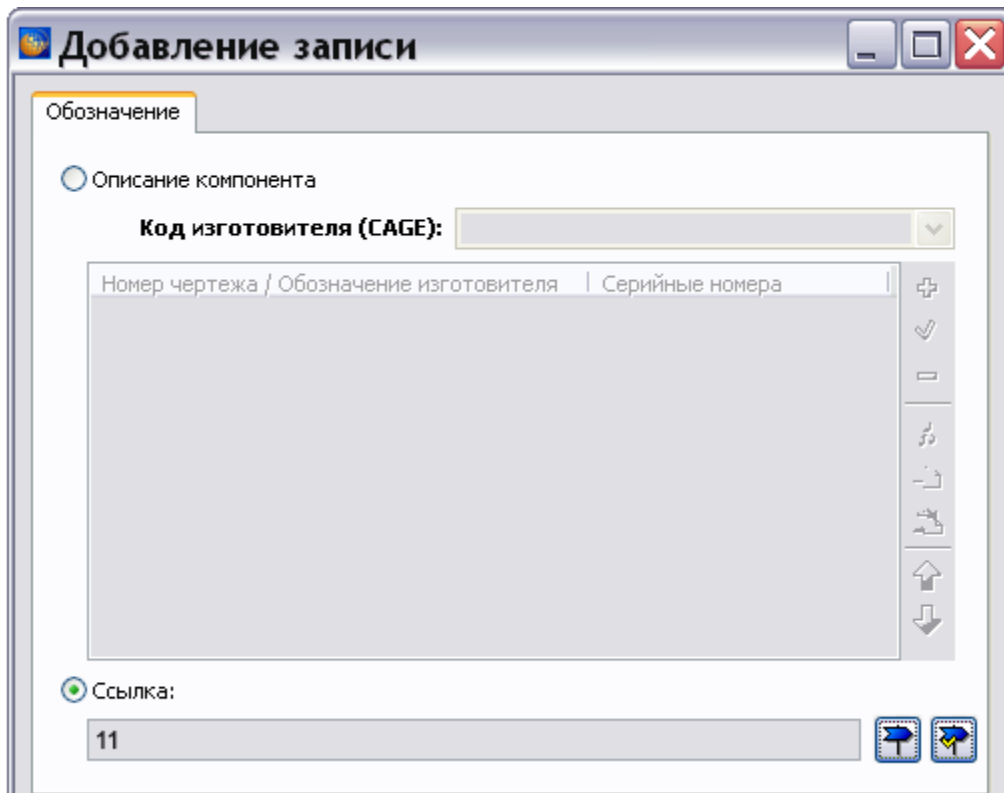 Добавление записи
Обозначение
Описание компонента
Код изготовителя (CAGE):
Номер чертежа / Обозначение изготовителя Серийные номера
Ссылка:
11